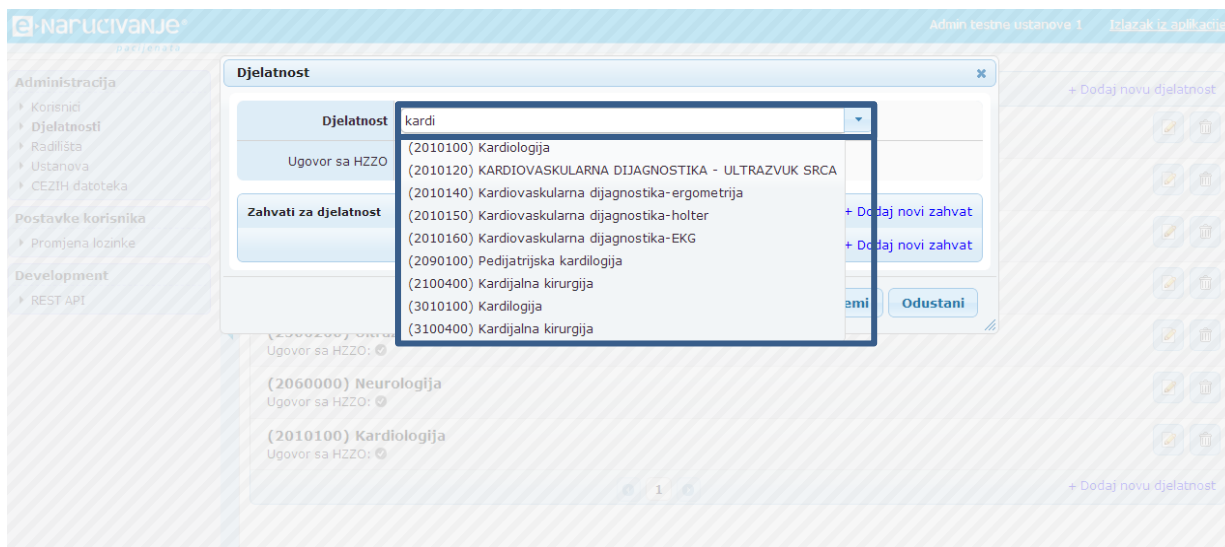 e-Naručivanje®
pacijenata
Admin testne ustanove 1 Izlazak iz aplikacije
Administracija
Korisnici
Djelatnosti
Radilišta
Ustanova
CEZIH datoteka
Postavke korisnika
Promjena lozinke
Development
REST API
+ Dodaj novu djelatnost
Djelatnost
Djelatnost kardi
Ugovor sa HZZO
(2010100) Kardiologija
(2010120) KARDIOVASKULARNA DIJAGNOSTIKA - ULTRAZVUK SRCA
(2010140) Kardiovaskularna dijagnostika-ergometrija
(2010150) Kardiovaskularna dijagnostika-holter
(2010160) Kardiovaskularna dijagnostika-EKG
(2090100) Pedijatrijska kardilogija
(2100400) Kardijalna kirurgija
(3010100) Kardilogija
(3100400) Kardijalna kirurgija
Zahvati za djelatnost
+ Dodaj novi zahvat
+ Dodaj novi zahvat
Odustani
Ugovor sa HZZO:
(2060000) Neurologija
Ugovor sa HZZO:
(2010100) Kardiologija
Ugovor sa HZZO:
1
+ Dodaj novu djelatnost